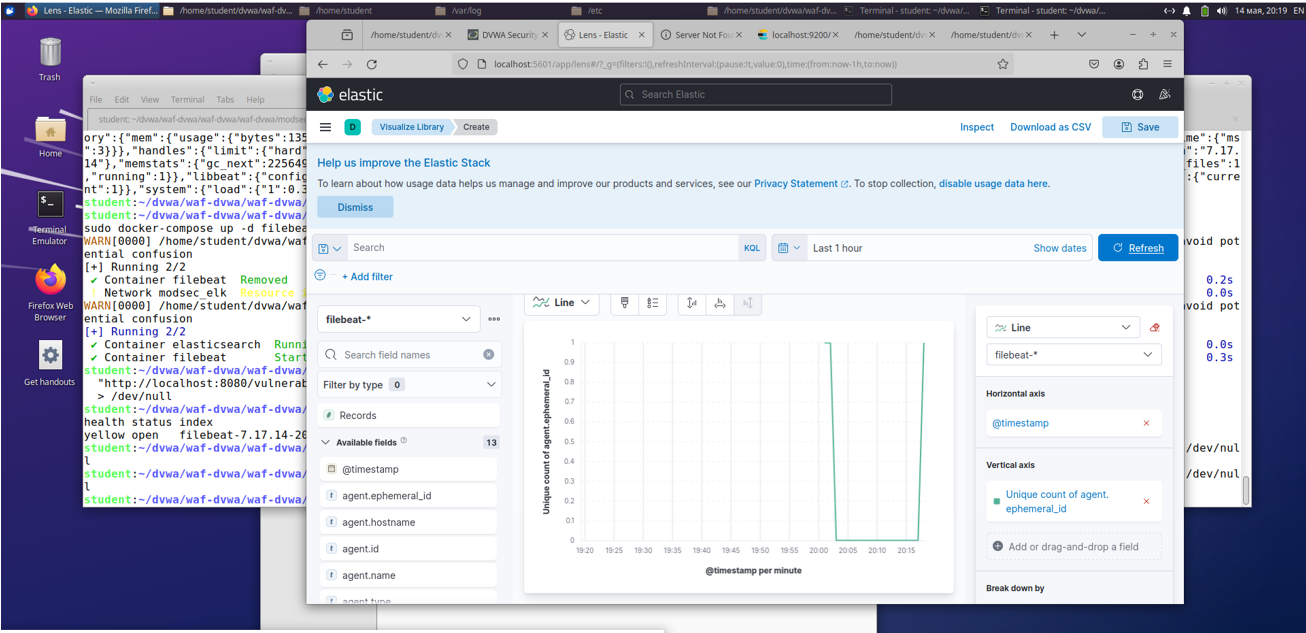 Lens - Elastic — Mozilla Firef...
/home/student/dvwa/waf-dv...
/home/student
/var/log
/etc
/home/student/dvwa/waf-dv...
Terminal - student: ~/dvwa/...
Terminal - student: ~/dvwa/...
14 мая, 20:19
EN
Trash
Home
Terminal
Emulator
Firefox Web
Browser
Get handouts
File Edit View Terminal Tabs Help
student: ~/dvwa/waf-dvwa/waf-dvwa/waf-dvwa/modsec
ory":{"mem":{"usage":{"bytes":135
":3}}},"handles":{"limit":{"hard"
14"},"memstats":{"gc_next":225649
,"running":1}},"libbeat":{"config
nt":1}},"system":{"load":{"1":0.3
student:~/dvwa/waf-dvwa/waf-dvwa/
student:~/dvwa/waf-dvwa/waf-dvwa/
sudo docker-compose up -d filebea
WARN[0000] /home/student/dvwa/waf
ential confusion
[+] Running 2/2
✔ Container filebeat Removed
! Network modsec_elk Resource
WARN[0000] /home/student/dvwa/waf
ential confusion
[+] Running 2/2
✔ Container elasticsearch Runni
✔ Container filebeat Start
student:~/dvwa/waf-dvwa/waf-dvwa/
"http://localhost:8080/vulnerab
> /dev/null
student:~/dvwa/waf-dvwa/waf-dvwa/
health status index
yellow open filebeat-7.17.14-20
student:~/dvwa/waf-dvwa/waf-dvwa/
l
student:~/dvwa/waf-dvwa/waf-dvwa/
l
student:~/dvwa/waf-dvwa/waf-dvwa/
/home/student/dv
DVWA Security
Lens - Elastic
Server Not Fou
localhost:9200/
/home/student/dv
/home/student/dv
localhost:5601/app/lens#/?_g=(filters:!(),refreshInterval:(pause:!t,value:0),time:(from:now-1h,to:now))
elastic
Search Elastic
D
Visualize Library
Create
Inspect
Download as CSV
Save
Help us improve the Elastic Stack
To learn about how usage data helps us manage and improve our products and services, see our Privacy Statement. To stop collection, disable usage data here.
Dismiss
Search
KQL
Last 1 hour
Show dates
Refresh
+ Add filter
filebeat-*
Search field names
Filter by type 0
Records
Available fields 13
@timestamp
agent.ephemeral_id
agent.hostname
agent.id
agent.name
agent.type
Line
Unique count of agent.ephemeral_id
1
0.9
0.8
0.7
0.6
0.5
0.4
0.3
0.2
0.1
0
19:20 19:25 19:30 19:35 19:40 19:45 19:50 19:55 20:00 20:05 20:10 20:15
@timestamp per minute
Line
filebeat-*
Horizontal axis
@timestamp
Vertical axis
Unique count of agent.
ephemeral_id
Add or drag-and-drop a field
Break down by
ime":{"ms
":"7.17.
files":1
:{"curre
void pot
0.2s
0.0s
void pot
0.0s
0.3s
/dev/nul
/dev/nul